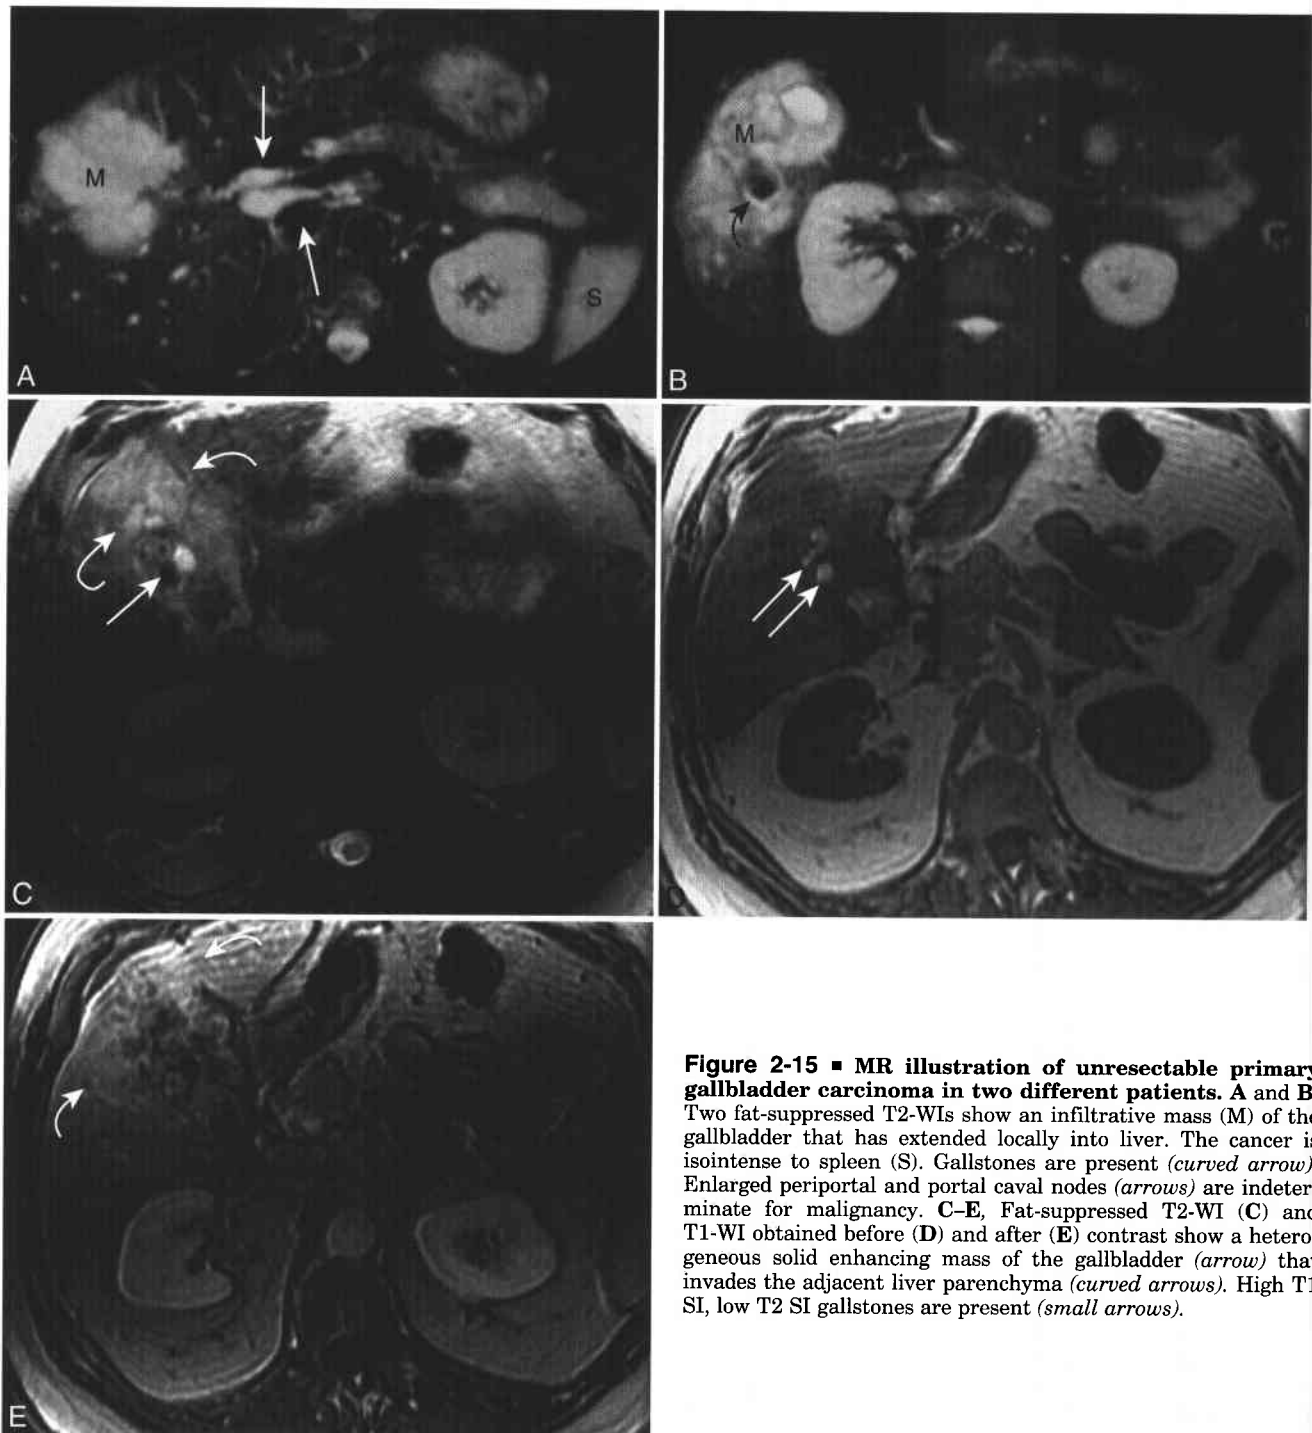 M
S
A
M
B
C
E
Figure 2-15 ■ MR illustration of unresectable primary
gallbladder carcinoma in two different patients. A and B
Two fat-suppressed T2-WIs show an infiltrative mass (M) of the
gallbladder that has extended locally into liver. The cancer is
isointense to spleen (S). Gallstones are present (curved arrow)
Enlarged periportal and portal caval nodes (arrows) are indeter
minate for malignancy. C–E, Fat-suppressed T2-WI (C) and
T1-WI obtained before (D) and after (E) contrast show a hetero
geneous solid enhancing mass of the gallbladder (arrow) tha
invades the adjacent liver parenchyma (curved arrows). High T1
SI, low T2 SI gallstones are present (small arrows).